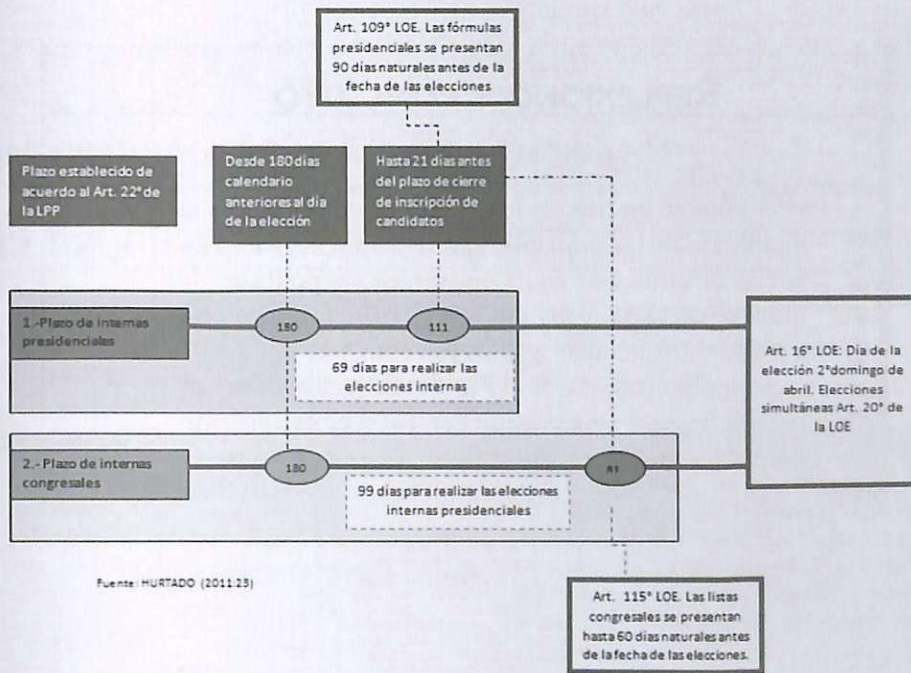 Art. 109° LOE. Las fórmulas
presidenciales se presentan
90 días naturales antes de la
fecha de las elecciones
Plazo establecido de
acuerdo al Art. 22° de
la LPP
Desde 180 días
calendario
anteriores al día
de la elección
Hasta 21 días antes
del plazo de cierre
de inscripción de
candidatos
1.-Plazo de internas
presidenciales
180
111
69 días para realizar las
elecciones internas
Art. 16° LOE: Día de la
elección 2°domingo de
abril. Elecciones
simultáneas Art. 20° de
la LOE
2.- Plazo de internas
congresales
180
81
99 días para realizar las elecciones
internas presidenciales
Fuente: HURTADO (2011:23)
Art. 115° LOE. Las listas
congresales se presentan
hasta 60 días naturales antes
de la fecha de las elecciones.